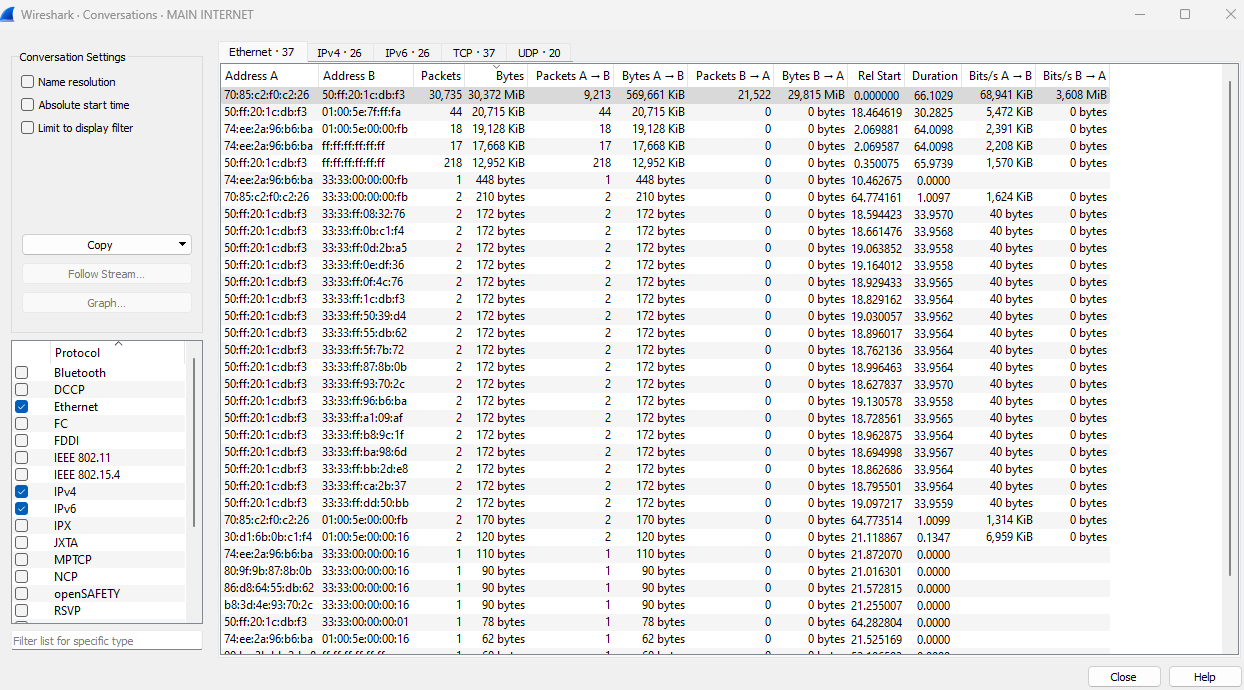 Wireshark · Conversations · MAIN INTERNET
Conversation Settings
Name resolution
Absolute start time
Limit to display filter
Copy
Follow Stream...
Graph...
Protocol
Bluetooth
DCCP
Ethernet
FC
FDDI
IEEE 802.11
IEEE 802.15.4
IPv4
IPv6
IPX
JXTA
MPTCP
NCP
openSAFETY
RSVP
Filter list for specific type
Ethernet · 37 IPv4 · 26 IPv6 · 26 TCP · 37 UDP · 20
Address A Address B Packets Bytes Packets A → B Bytes A → B Packets B → A Bytes B → A Rel Start Duration Bits/s A → B Bits/s B → A
70:85:c2:f0:c2:26 50:ff:20:1c:db:f3 30,735 30,372 MiB 9,213 569,661 KiB 21,522 29,815 MiB 0.000000 66.1029 68,941 KiB 3,608 MiB
50:ff:20:1c:db:f3 01:00:5e:7f:ff:fa 44 20,715 KiB 44 20,715 KiB 0 0 bytes 18.464619 30.2825 5,472 KiB 0 bytes
74:ee:2a:96:b6:ba 01:00:5e:00:00:fb 18 19,128 KiB 18 19,128 KiB 0 0 bytes 2.069881 64.0098 2,391 KiB 0 bytes
74:ee:2a:96:b6:ba ff:ff:ff:ff:ff:ff 17 17,668 KiB 17 17,668 KiB 0 0 bytes 2.069587 64.0095 2,208 KiB 0 bytes
50:ff:20:1c:db:f3 ff:ff:ff:ff:ff:ff 218 12,952 KiB 218 12,952 KiB 0 0 bytes 0.350075 65.9739 1,570 KiB 0 bytes
74:ee:2a:96:b6:ba 33:33:00:00:00:fb 1 448 bytes 1 448 bytes 0 0 bytes 10.462675 0.0000
70:85:c2:f0:c2:26 33:33:00:00:00:fb 2 210 bytes 2 210 bytes 0 0 bytes 64.774161 1.0097 1,624 KiB 0 bytes
50:ff:20:1c:db:f3 33:33:ff:08:32:76 2 172 bytes 2 172 bytes 0 0 bytes 18.594423 33.9570 40 bytes 0 bytes
50:ff:20:1c:db:f3 33:33:ff:0b:c1:f4 2 172 bytes 2 172 bytes 0 0 bytes 18.661476 33.9568 40 bytes 0 bytes
50:ff:20:1c:db:f3 33:33:ff:0d:2b:a5 2 172 bytes 2 172 bytes 0 0 bytes 19.063852 33.9558 40 bytes 0 bytes
50:ff:20:1c:db:f3 33:33:ff:0e:df:36 2 172 bytes 2 172 bytes 0 0 bytes 19.164012 33.9558 40 bytes 0 bytes
50:ff:20:1c:db:f3 33:33:ff:0f:4c:76 2 172 bytes 2 172 bytes 0 0 bytes 18.929433 33.9565 40 bytes 0 bytes
50:ff:20:1c:db:f3 33:33:ff:1c:db:f3 2 172 bytes 2 172 bytes 0 0 bytes 18.829162 33.9564 40 bytes 0 bytes
50:ff:20:1c:db:f3 33:33:ff:50:39:d4 2 172 bytes 2 172 bytes 0 0 bytes 19.030057 33.9562 40 bytes 0 bytes
50:ff:20:1c:db:f3 33:33:ff:55:db:62 2 172 bytes 2 172 bytes 0 0 bytes 18.896017 33.9564 40 bytes 0 bytes
50:ff:20:1c:db:f3 33:33:ff:5f:7b:72 2 172 bytes 2 172 bytes 0 0 bytes 18.762136 33.9564 40 bytes 0 bytes
50:ff:20:1c:db:f3 33:33:ff:87:8b:0b 2 172 bytes 2 172 bytes 0 0 bytes 18.996463 33.9564 40 bytes 0 bytes
50:ff:20:1c:db:f3 33:33:ff:93:70:2c 2 172 bytes 2 172 bytes 0 0 bytes 18.627837 33.9570 40 bytes 0 bytes
50:ff:20:1c:db:f3 33:33:ff:96:b6:ba 2 172 bytes 2 172 bytes 0 0 bytes 19.130578 33.9558 40 bytes 0 bytes
50:ff:20:1c:db:f3 33:33:ff:a1:09:af 2 172 bytes 2 172 bytes 0 0 bytes 18.728561 33.9565 40 bytes 0 bytes
50:ff:20:1c:db:f3 33:33:ff:b8:9c:1f 2 172 bytes 2 172 bytes 0 0 bytes 18.962875 33.9564 40 bytes 0 bytes
50:ff:20:1c:db:f3 33:33:ff:ba:98:6d 2 172 bytes 2 172 bytes 0 0 bytes 18.694998 33.9567 40 bytes 0 bytes
50:ff:20:1c:db:f3 33:33:ff:bb:2d:e8 2 172 bytes 2 172 bytes 0 0 bytes 18.862686 33.9564 40 bytes 0 bytes
50:ff:20:1c:db:f3 33:33:ff:ca:2b:37 2 172 bytes 2 172 bytes 0 0 bytes 18.795501 33.9564 40 bytes 0 bytes
50:ff:20:1c:db:f3 33:33:ff:dd:50:bb 2 172 bytes 2 172 bytes 0 0 bytes 19.097217 33.9559 40 bytes 0 bytes
70:85:c2:f0:c2:26 01:00:5e:00:00:fb 2 170 bytes 2 170 bytes 0 0 bytes 64.773514 1.0099 1,314 KiB 0 bytes
30:d1:6b:0b:c1:f4 01:00:5e:00:00:16 2 120 bytes 2 120 bytes 0 0 bytes 21.118867 0.1347 6,959 KiB 0 bytes
74:ee:2a:96:b6:ba 33:33:00:00:00:16 1 110 bytes 1 110 bytes 0 0 bytes 21.872070 0.0000
80:9f:9b:87:8b:0b 33:33:00:00:00:16 1 90 bytes 1 90 bytes 0 0 bytes 21.016301 0.0000
86:d8:64:55:db:62 33:33:00:00:00:16 1 90 bytes 1 90 bytes 0 0 bytes 21.572815 0.0000
b8:3d:4e:93:70:2c 33:33:00:00:00:16 1 90 bytes 1 90 bytes 0 0 bytes 21.255007 0.0000
50:ff:20:1c:db:f3 33:33:00:00:00:01 1 78 bytes 1 78 bytes 0 0 bytes 64.282804 0.0000
74:ee:2a:96:b6:ba 01:00:5e:00:00:16 1 62 bytes 1 62 bytes 0 0 bytes 21.525169 0.0000
Close Help